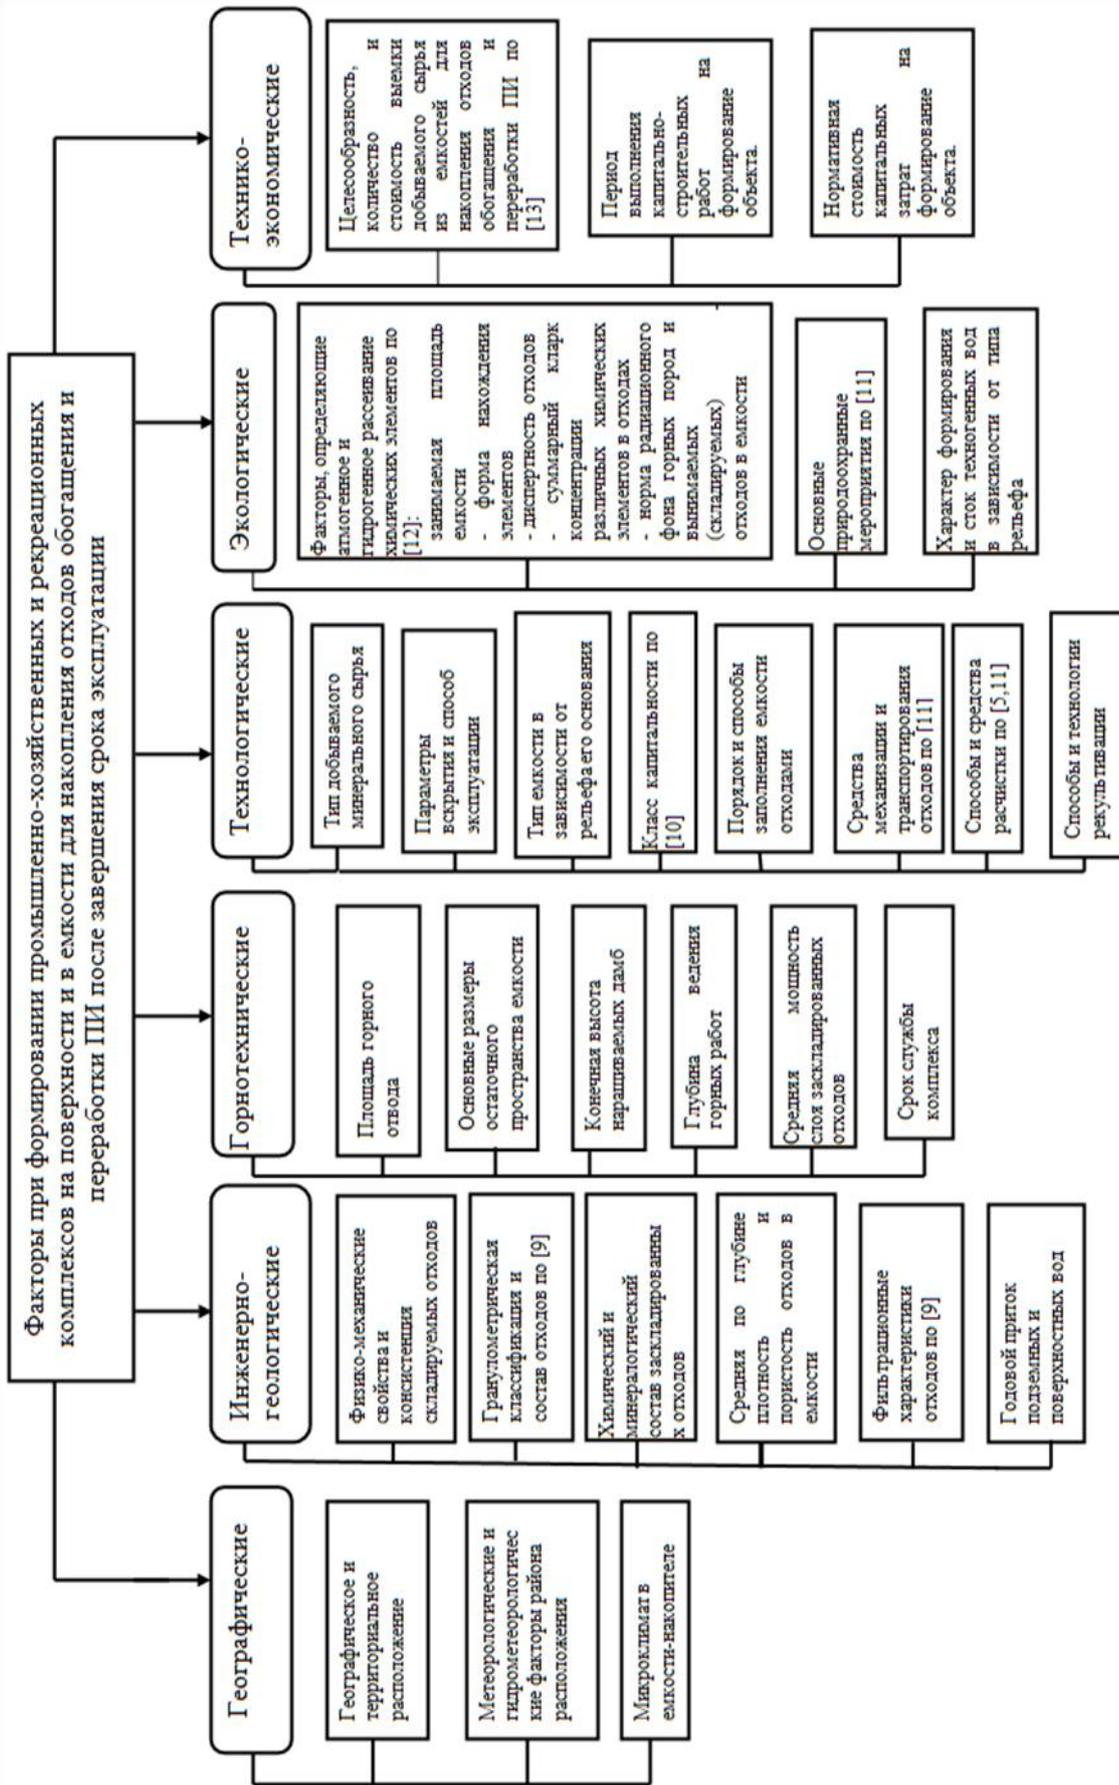 Факторы при формировании промышленно-хозяйственных и рекреационных
комплексов на поверхности и в емкости для накопления отходов обогащения и
переработки ПИ после завершения срока эксплуатации
Географические
Географическое и
территориальное
расположение
Метеорологические и
гидрометеорологичес
кие факторы района
расположения
Микроклимат в
емкости-накопителе
Инженерно-
геологические
Физико-механические
свойства и
консистенция
складируемых отходов
Гранулометрическая
классификация и
состав отходов по [9]
Химический и
минералогический
состав заскладированны
х отходов
Средняя по глубине
плотность и
пористость отходов в
емкости
Фильтрационные
характеристики
отходов по [9]
Годовой приток
подземных и
поверхностных вод
Горнотехнические
Площадь горного
отвода
Основные размеры
остаточного
пространства емкости
Конечная высота
наращиваемых дамб
Глубина ведения
горных работ
Средняя мощность
слоя заскладированных
отходов
Срок службы
комплекса
Технологические
Тип добываемого
минерального сырья
Параметры
вскрытия и способ
эксплуатации
Тип емкости в
зависимости от
рельефа его основания
Класс капитальности по
[10]
Порядок и способы
заполнения емкости
отходами
Средства
механизации и
транспортирования
отходов по [11]
Способы и средства
расчистки по [5,11]
Способы и технологии
рекультивации
Экологические
Факторы, определяющие
атмогенное и
гидрогенное рассеивание
химических элементов по
[12]:
занимаемая площадь
емкости
- форма нахождения
элементов
- диспертность отходов
- суммарный кларк
концентрации
различных химических
элементов в отходах
- норма радиационного
фона горных пород и
вынимаемых
(складируемых)
отходов в емкости
Основные
природоохранные
мероприятия по [11]
Характер формирования
и сток техногенных вод
в зависимости от типа
рельефа
Технико-
экономические
Целесообразность,
количество и
стоимость выемки
добываемого сырья
из емкостей для
накопления отходов
обогащения и
переработки ПИ по
[13]
Период
выполнения
капитально-
строительных
работ на
формирование
объекта.
Нормативная
стоимость
капитальных
затрат на
формирование
объекта.